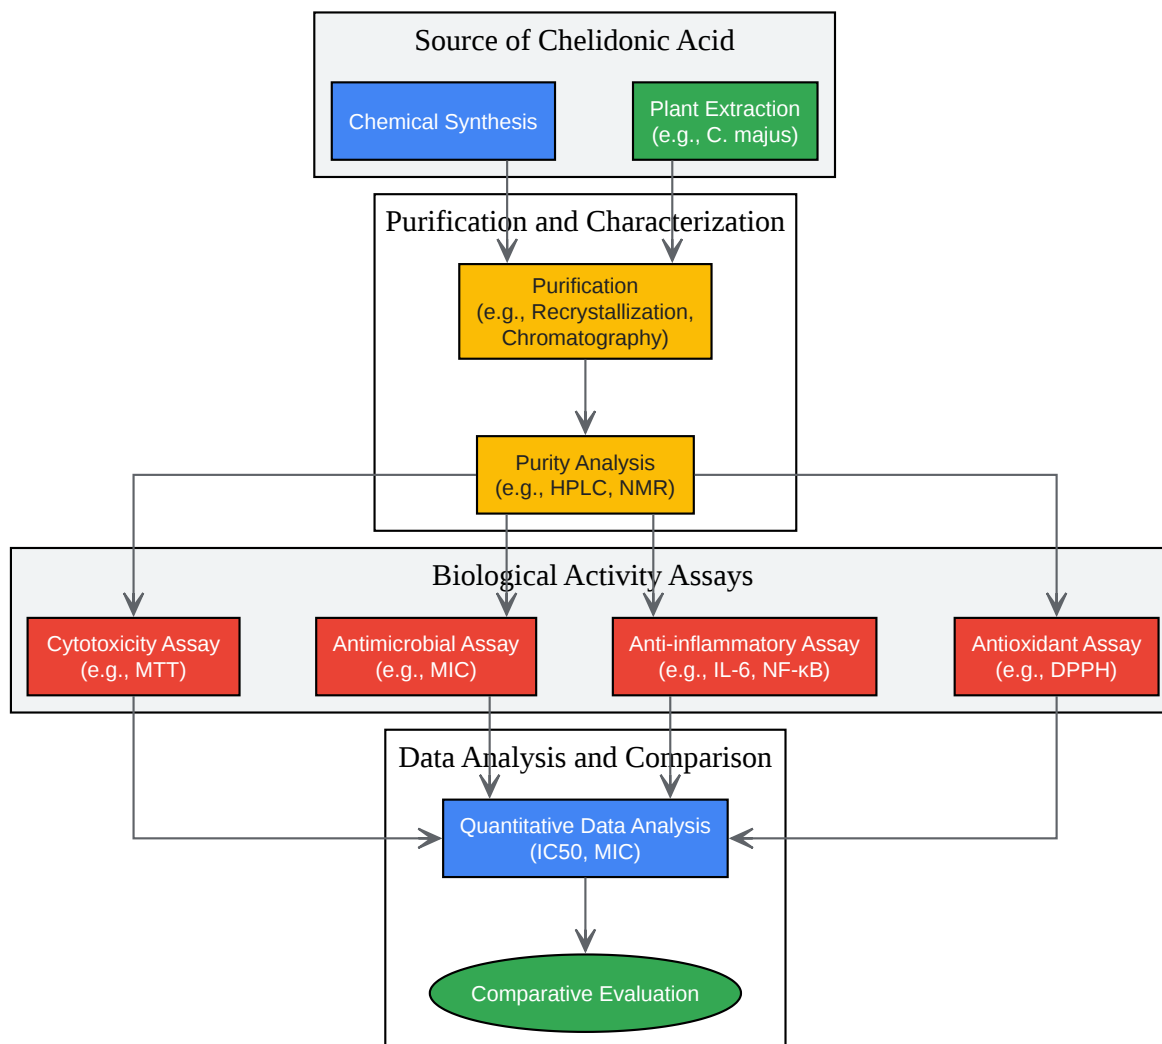 Source of Chelidonic Acid
Chemical Synthesis
Plant Extraction
(e.g., C. majus)
Purification and Characterization
Purification
(e.g., Recrystallization,
Chromatography)
Purity Analysis
(e.g., HPLC, NMR)
Biological Activity Assays
Cytotoxicity Assay
(e.g., MTT)
Antimicrobial Assay
(e.g., MIC)
Anti-inflammatory Assay
(e.g., IL-6, NF-κB)
Antioxidant Assay
(e.g., DPPH)
Data Analysis and Comparison
Quantitative Data Analysis
(IC50, MIC)
Comparative Evaluation